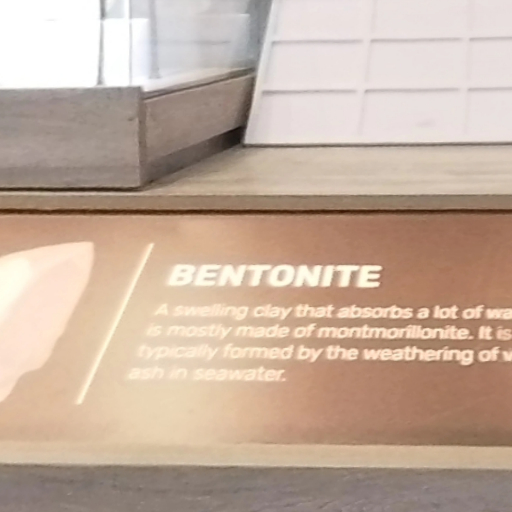 BENTONITE
A swelling clay that absorbs a lot of wa
is mostly made of montmorillonite. It is
typically formed by the weathering of v
ash in seawater.